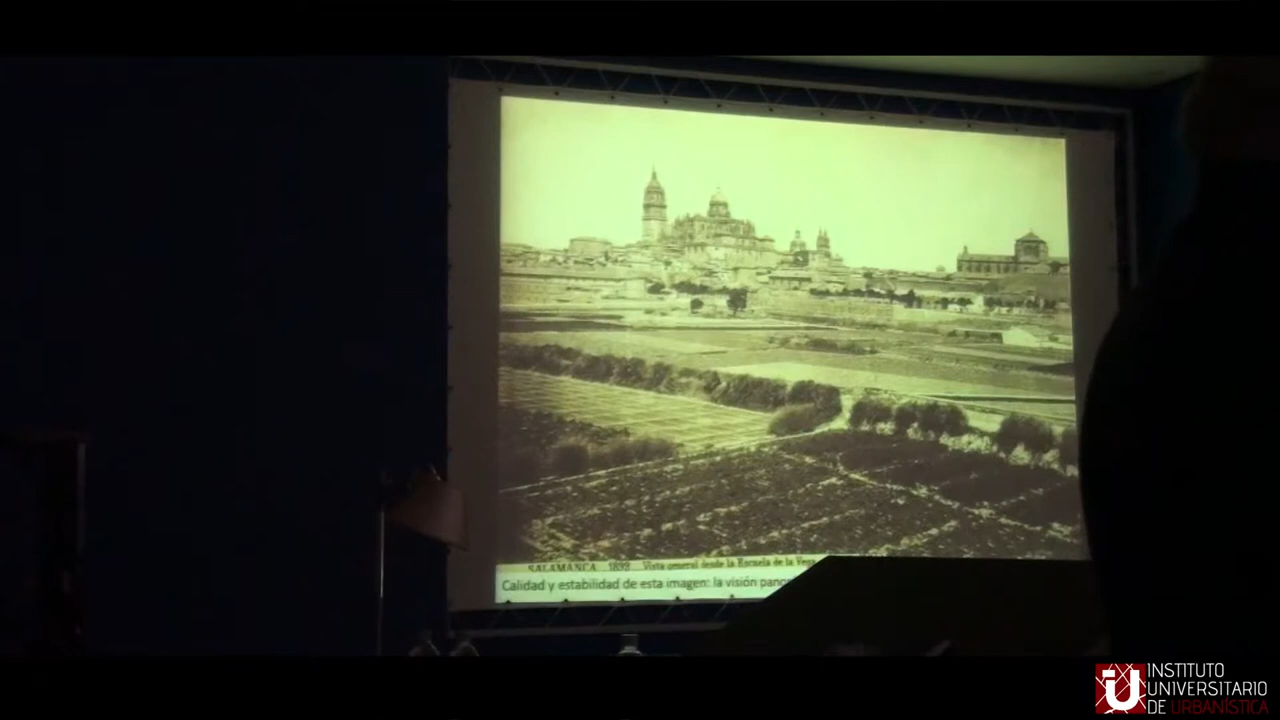 SALAMANCA 1899 Vista general desde la Escuela de la Vega
Calidad y estabilidad de esta imagen: la visión
INSTITUTO
UNIVERSITARIO
DE URBANÍSTICA